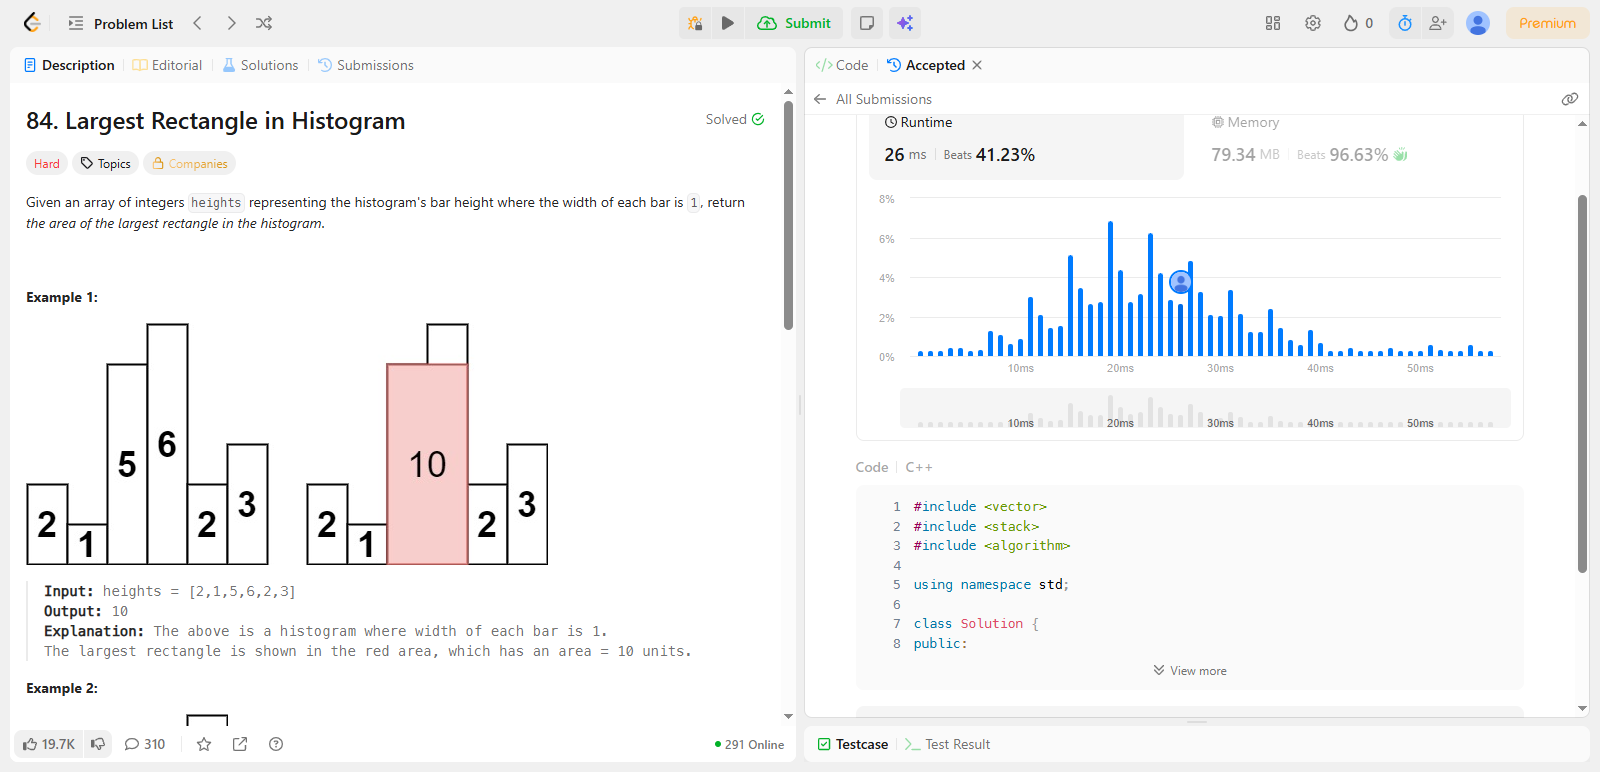 Problem List
Submit
0
Premium
Description
Editorial
Solutions
Submissions
84. Largest Rectangle in Histogram
Solved
Hard
Topics
Companies
Given an array of integers heights representing the histogram's bar height where the width of each bar is 1, return
the area of the largest rectangle in the histogram.
Example 1:
2 1 5 6 2 3
2 1 10 2 3
Input: heights = [2,1,5,6,2,3]
Output: 10
Explanation: The above is a histogram where width of each bar is 1.
The largest rectangle is shown in the red area, which has an area = 10 units.
Example 2:
19.7K
310
291 Online
Code
Accepted
All Submissions
Runtime
26 ms
Beats 41.23%
Memory
79.34 MB
Beats 96.63%
8%
6%
4%
2%
0%
10ms 20ms 30ms 40ms 50ms
10ms 20ms 30ms 40ms 50ms
Code
C++
1 #include <vector>
2 #include <stack>
3 #include <algorithm>
4
5 using namespace std;
6
7 class Solution {
8 public:
View more
Testcase
Test Result